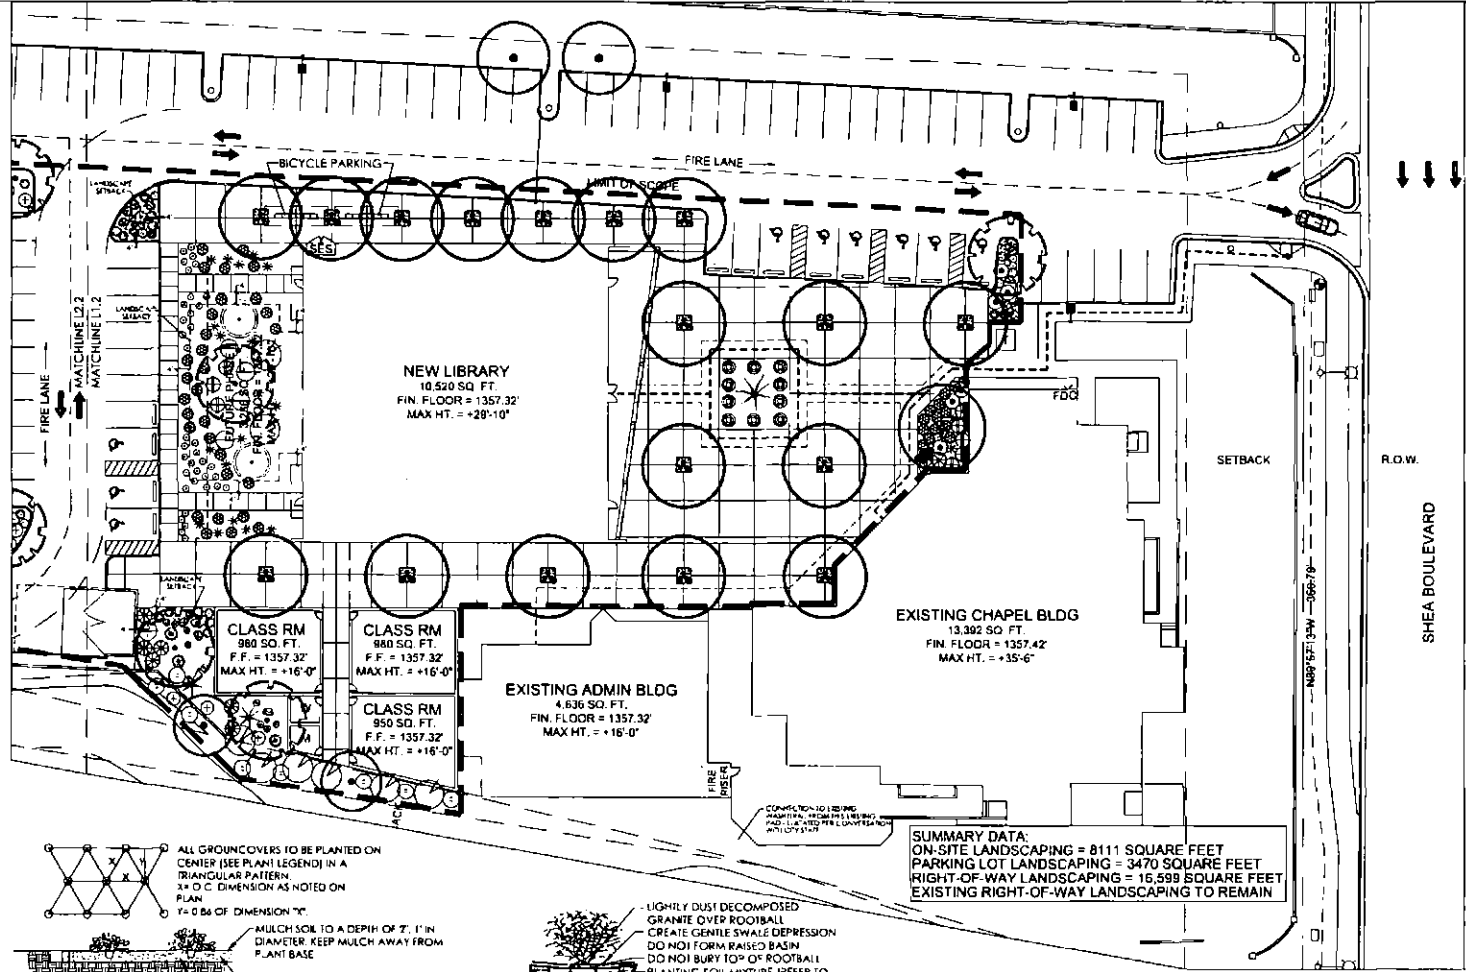 BICYCLE PARKING
FIRE LANE
LIMIT OF SCOPE
LANDSCAPE
SETBACK
SES
MATCHLINE L2.2
MATCHLINE L1.2
FIRE LANE
LANDSCAPE
SETBACK
NEW LIBRARY
10,520 SQ. FT.
FIN. FLOOR = 1357.32'
MAX HT. = +28'-10"
FDC
SETBACK
R.O.W.
SHEA BOULEVARD
LANDSCAPE
SETBACK
CLASS RM
980 SQ. FT.
F.F. = 1357.32'
MAX HT. = +16'-0"
CLASS RM
980 SQ. FT.
F.F. = 1357.32'
MAX HT. = +16'-0"
CLASS RM
950 SQ. FT.
F.F. = 1357.32'
MAX HT. = +16'-0"
EXISTING ADMIN BLDG
4,636 SQ. FT.
FIN. FLOOR = 1357.32'
MAX HT. = +16'-0"
EXISTING CHAPEL BLDG
13,392 SQ. FT.
FIN. FLOOR = 1357.42'
MAX HT. = +35'-6"
FIRE
RISER
SUMMARY DATA:
ON-SITE LANDSCAPING = 8111 SQUARE FEET
PARKING LOT LANDSCAPING = 3470 SQUARE FEET
RIGHT-OF-WAY LANDSCAPING = 16,599 SQUARE FEET
EXISTING RIGHT-OF-WAY LANDSCAPING TO REMAIN
ALL GROUNCOVERS TO BE PLANTED ON
CENTER (SEE PLANT LEGEND) IN A
TRIANGULAR PATTERN.
X= O.C. DIMENSION AS NOTED ON
PLAN
Y= 0.86 OF DIMENSION "X".
MULCH SOIL TO A DEPTH OF 2", 1' IN
DIAMETER. KEEP MULCH AWAY FROM
PLANT BASE
LIGHTLY DUST DECOMPOSED
GRANITE OVER ROOTBALL
CREATE GENTLE SWALE DEPRESSION
DO NOT FORM RAISED BASIN
DO NOT BURY TOP OF ROOTBALL